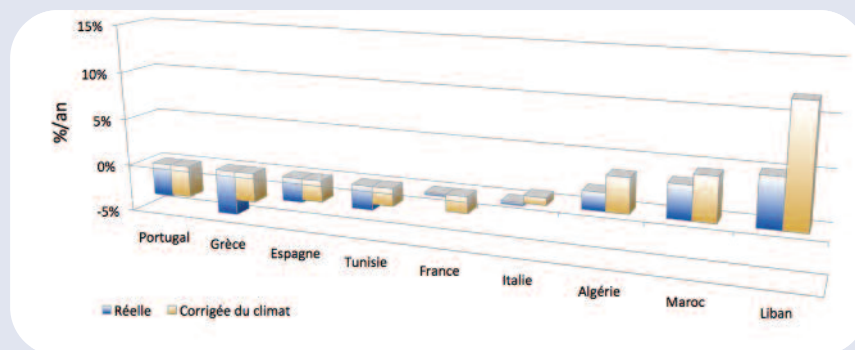 15%
10%
5%
0%
-5%
%/an
Portugal
Grèce
Espagne
Tunisie
France
Italie
Algérie
Maroc
Liban
Réelle
Corrigée du climat